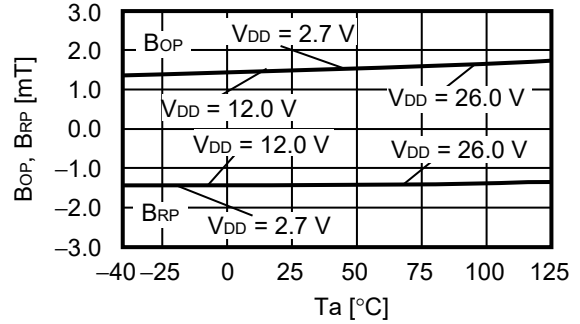 3.0
2.0
1.0
0.0
−1.0
−2.0
−3.0
BOP, BRP [mT]
BOP
VDD = 2.7 V
VDD = 12.0 V
VDD = 26.0 V
VDD = 12.0 V
VDD = 26.0 V
BRP
VDD = 2.7 V
−40 −25 0 25 50 75 100 125
Ta [°C]